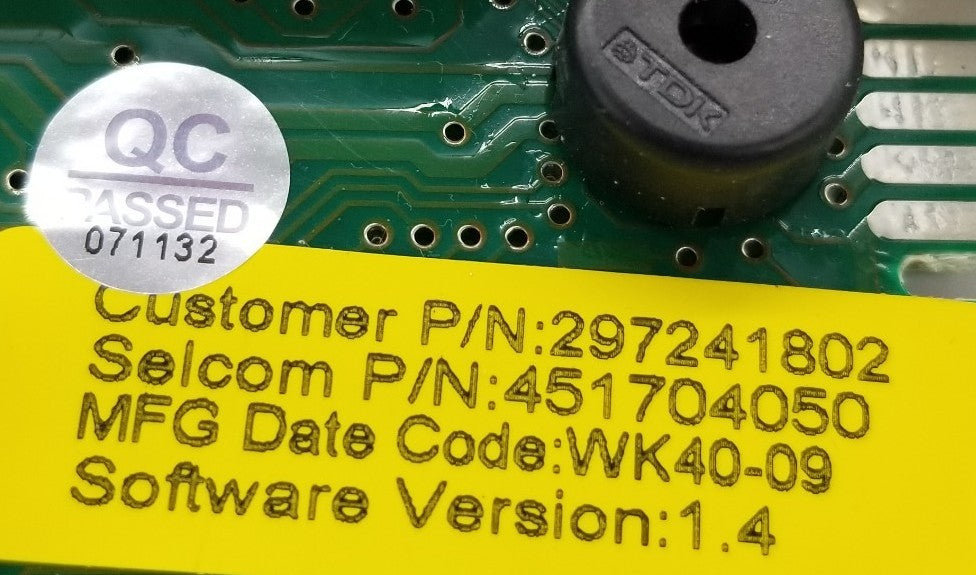 TDK
QC
PASSED
071132
Customer P/N:297241802
Selcom P/N:451704050
MFG Date Code:WK40-09
Software Version:1.4